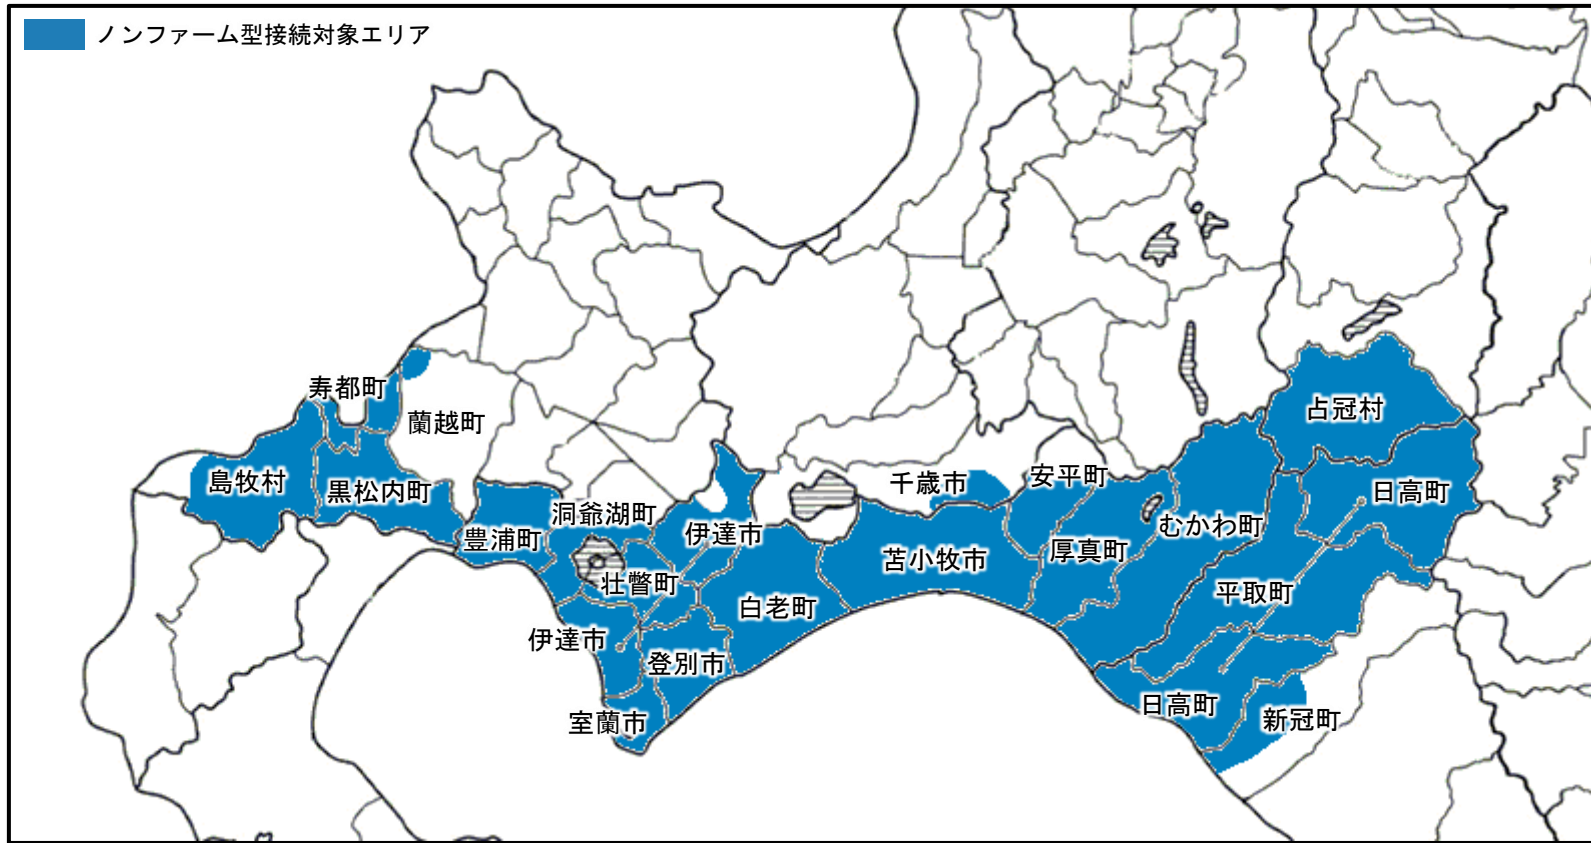 ノンファーム型接続対象エリア
寿都町
蘭越町
占冠村
島牧村
黒松内町
千歳市
安平町
日高町
豊浦町
洞爺湖町
伊達市
むかわ町
苫小牧市
厚真町
壮瞥町
白老町
平取町
伊達市
登別市
室蘭市
日高町
新冠町